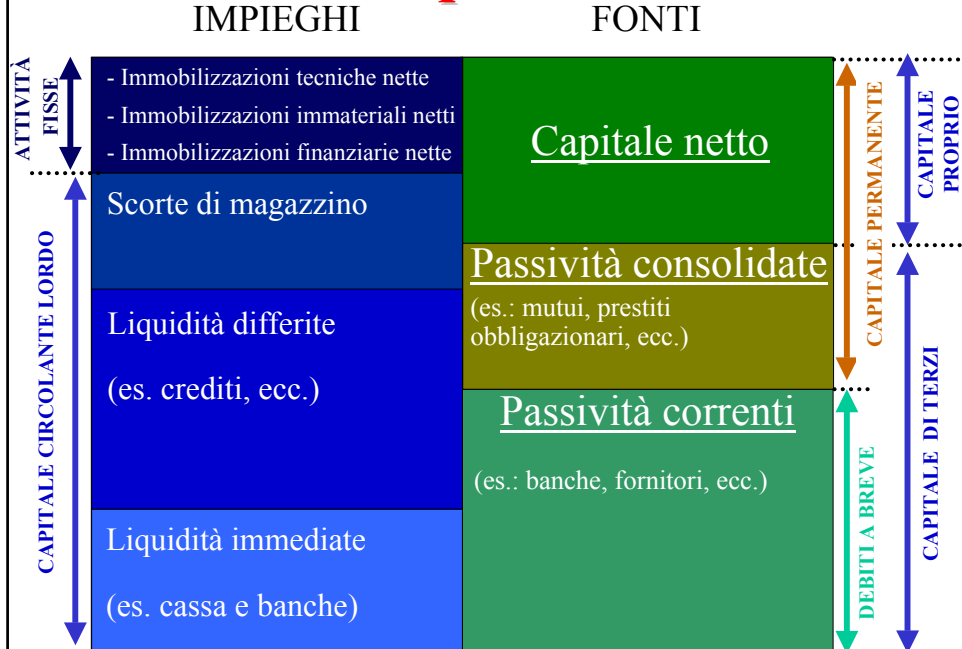 IMPIEGHI
FONTI
ATTIVITÀ
FISSE
- Immobilizzazioni tecniche nette
- Immobilizzazioni immateriali netti
- Immobilizzazioni finanziarie nette
Scorte di magazzino
Liquidità differite
(es. crediti, ecc.)
Liquidità immediate
(es. cassa e banche)
CAPITALE CIRCOLANTE LORDO
Capitale netto
Passività consolidate
(es.: mutui, prestiti
obbligazionari, ecc.)
Passività correnti
(es.: banche, fornitori, ecc.)
CAPITALE PERMANENTE
DEBITI A BREVE
CAPITALE
PROPRIO
CAPITALE DI TERZI